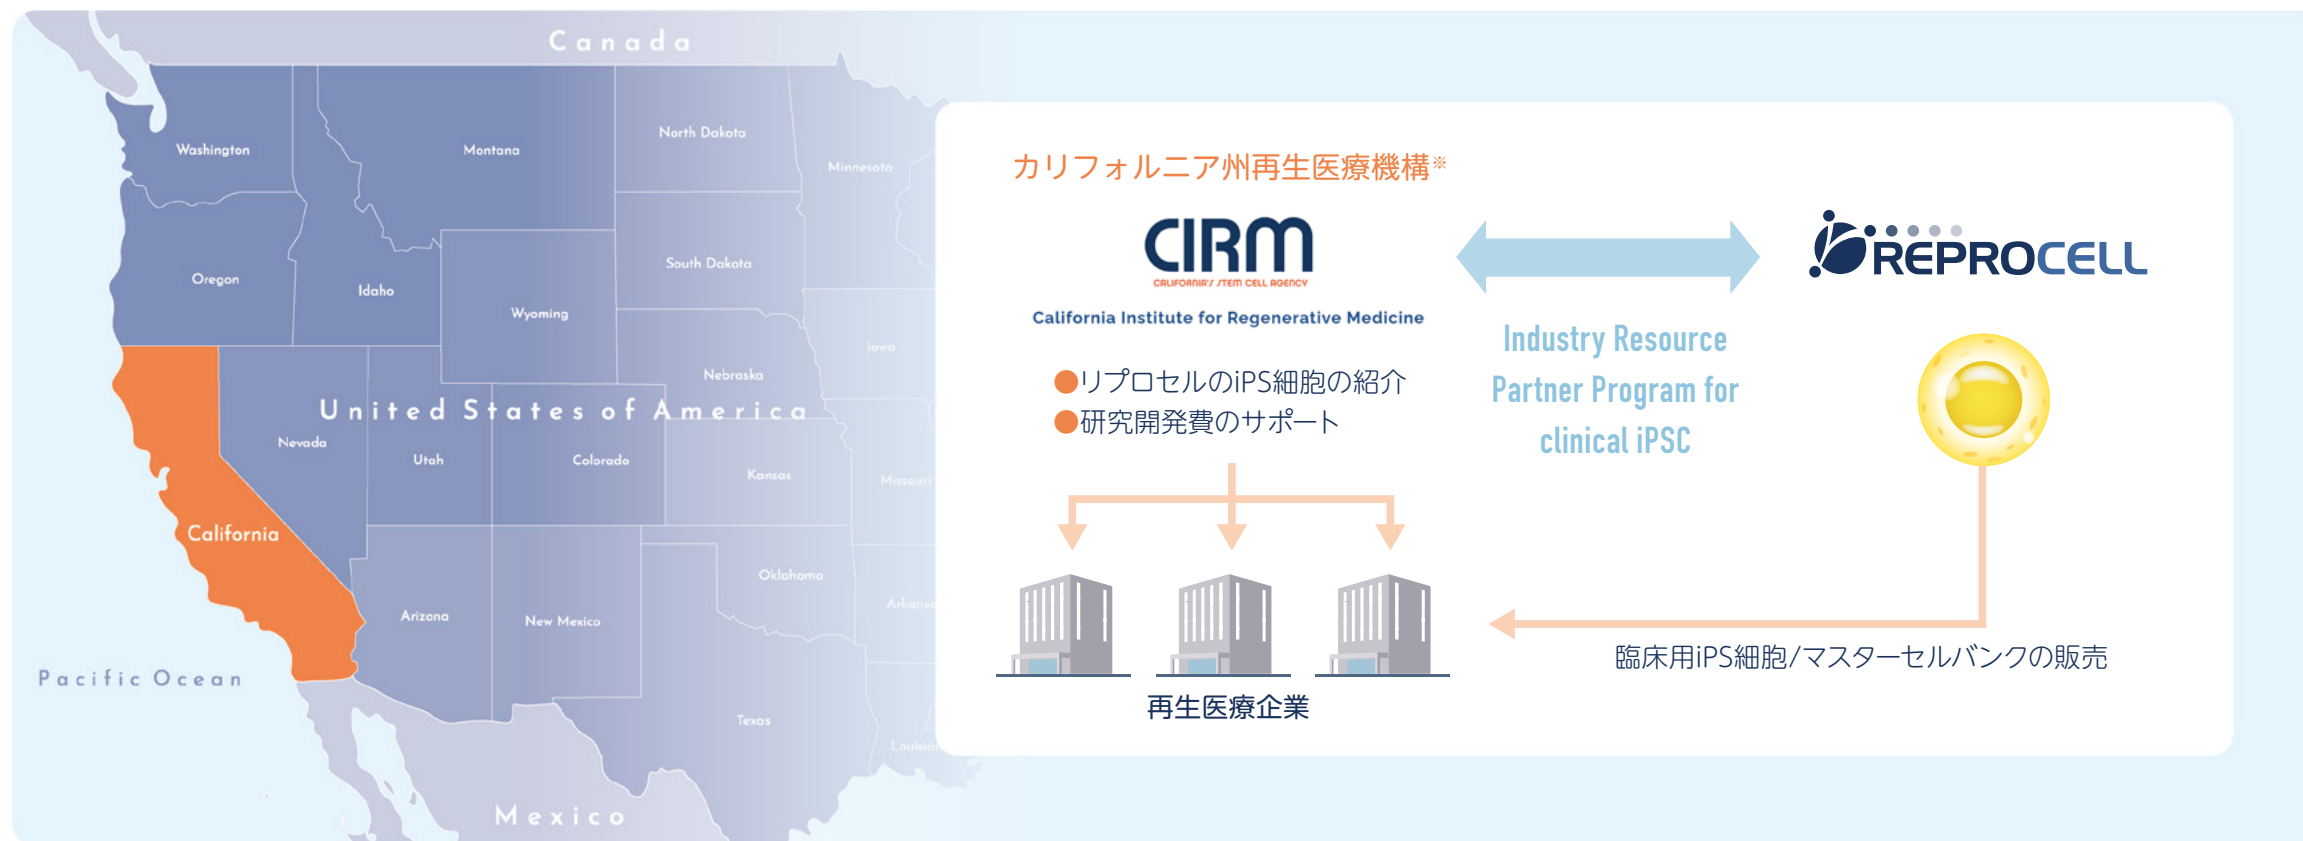 Canada
Washington
Montana
North Dakota
Minnesota
Oregon
Idaho
Wyoming
South Dakota
Iowa
Nebraska
United States of America
Nevada
Utah
Colorado
Kansas
Missouri
California
Arizona
New Mexico
Oklahoma
Texas
Pacific Ocean
Mexico
カリフォルニア州再生医療機構※
CIRM
CALIFORNIA'S STEM CELL AGENCY
California Institute for Regenerative Medicine
●リプロセルのiPS細胞の紹介
●研究開発費のサポート
再生医療企業
Industry Resource
Partner Program for
clinical iPSC
REPROCELL
臨床用iPS細胞/マスターセルバンクの販売